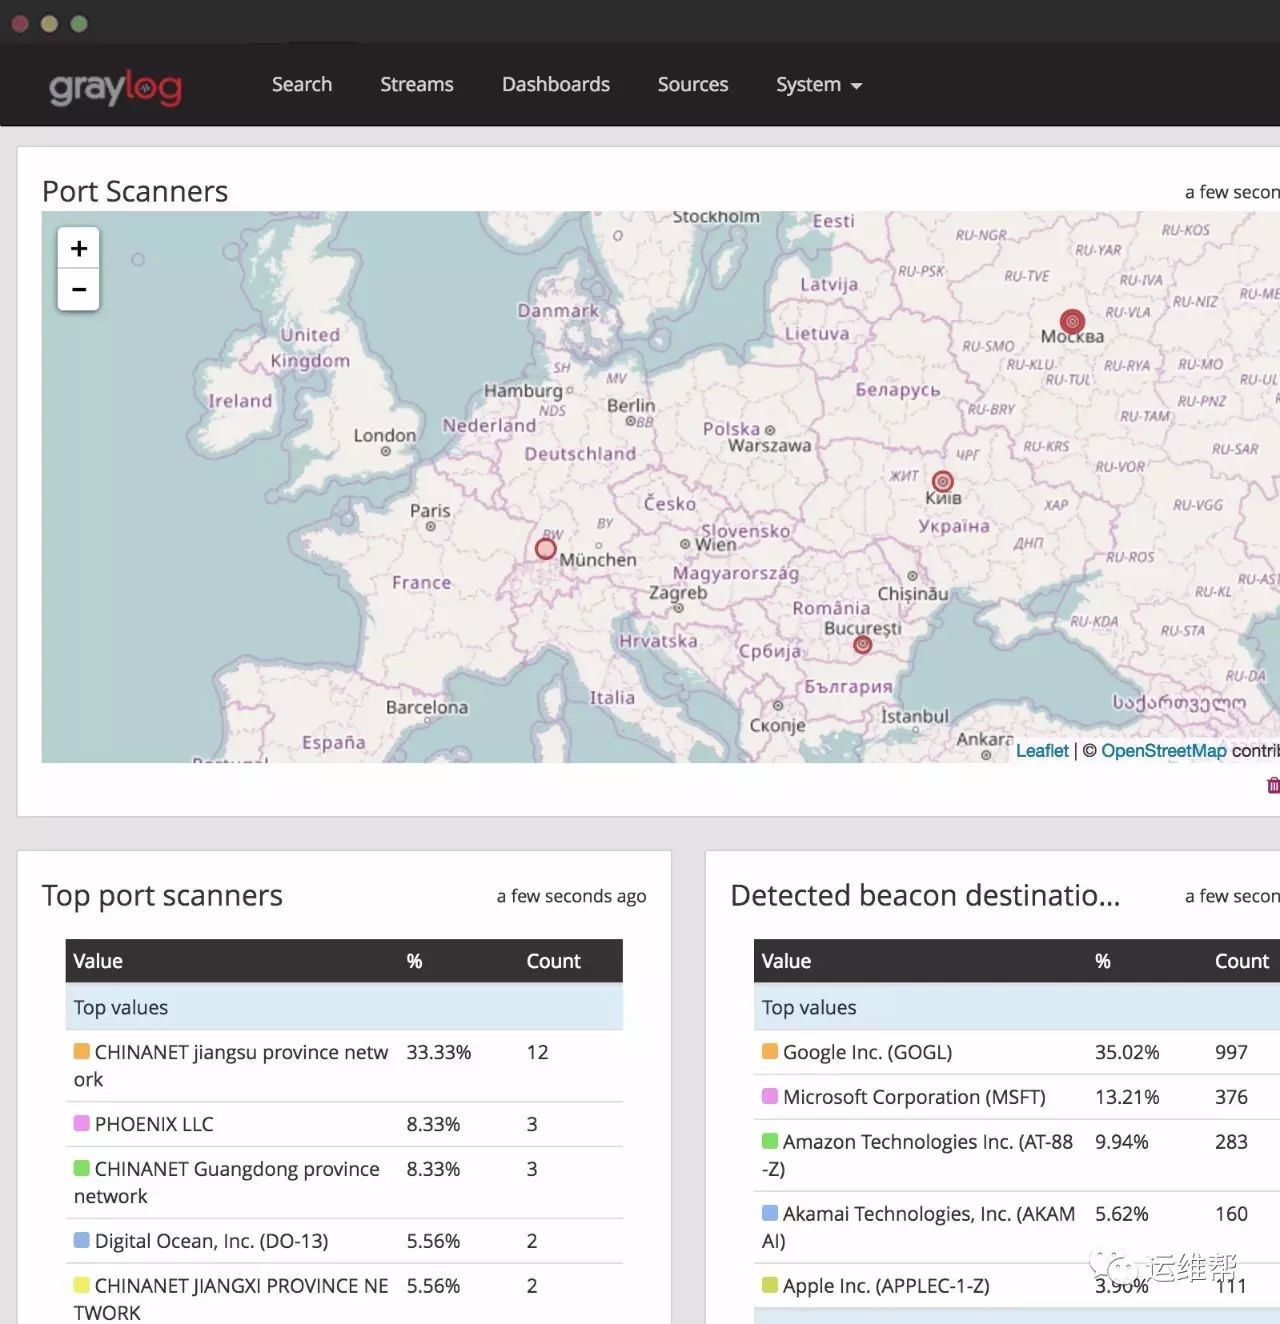 graylog
Search Streams Dashboards Sources System
Port Scanners
a few secon
+
−
Stockholm
Eesti
RU-NGR
RU-KOS
RU-YAR
O
RU-PSK
RU-TVE
RU-IVA
Latvija
RU-NIZ
RU-ME
Danmark
RU-VLA
United
Kingdom
Lietuva
Москва
RU-SMO
RU-KLU
RU-RYA
RU-MO
SH
MV
RU-TUL
RU-UL
Hamburg
Беларусь
Ireland
NDS
Berlin
BB
RU-BRY
RU-PNZ
RU-TAM
Nederland
London
Polska
Warszawa
Deutschland
ЧРГ
RU-KRS
RU-SAR
ЖИТ
RU-VOR
Київ
Paris
Česko
ХАР
RU-VGG
BY
BW
Slovensko
Wien
Україна
ДНП
München
RU-ROS
France
Magyarország
RU-AST
Zagreb
Chișinău
RU-KL
România
București
RU-KDA
RU-STA
Hrvatska
Србија
RU-DA
Italia
България
საქართველო
Barcelona
Скопје
İstanbul
España
Ankara
Portugal
Leaflet | © OpenStreetMap contrib
Top port scanners
a few seconds ago
Value % Count
Top values
CHINANET jiangsu province netw 33.33% 12
ork
PHOENIX LLC 8.33% 3
CHINANET Guangdong province 8.33% 3
network
Digital Ocean, Inc. (DO-13) 5.56% 2
CHINANET JIANGXI PROVINCE NE 5.56% 2
TWORK
Detected beacon destinatio...
a few secon
Value % Count
Top values
Google Inc. (GOGL) 35.02% 997
Microsoft Corporation (MSFT) 13.21% 376
Amazon Technologies Inc. (AT-88 9.94% 283
-Z)
Akamai Technologies, Inc. (AKAM 5.62% 160
AI)
Apple Inc. (APPLEC-1-Z) 3.90% 111
运维帮